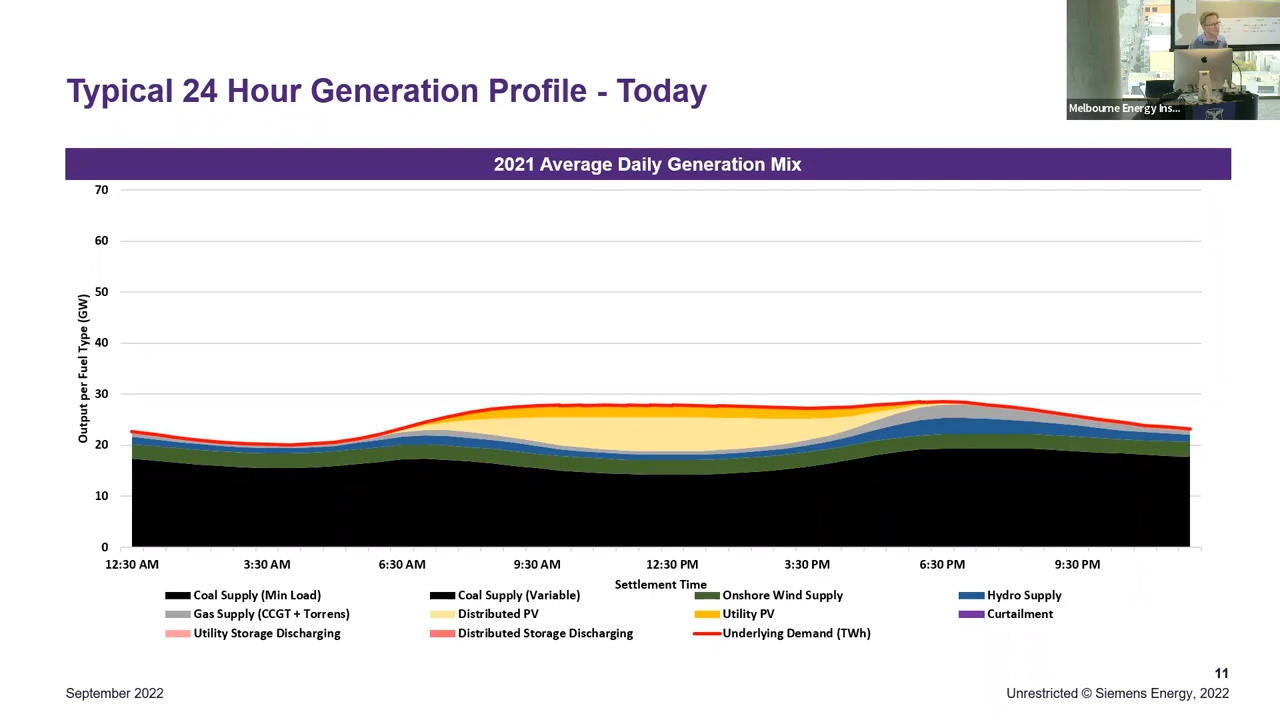 Melbourne Energy Ins...
Typical 24 Hour Generation Profile - Today
2021 Average Daily Generation Mix
70
60
50
40
30
20
10
0
Output per Fuel Type (GW)
12:30 AM 3:30 AM 6:30 AM 9:30 AM 12:30 PM 3:30 PM 6:30 PM 9:30 PM
Settlement Time
Coal Supply (Min Load) Coal Supply (Variable) Onshore Wind Supply Hydro Supply
Gas Supply (CCGT + Torrens) Distributed PV Utility PV Curtailment
Utility Storage Discharging Distributed Storage Discharging Underlying Demand (TWh)
11
September 2022 Unrestricted © Siemens Energy, 2022